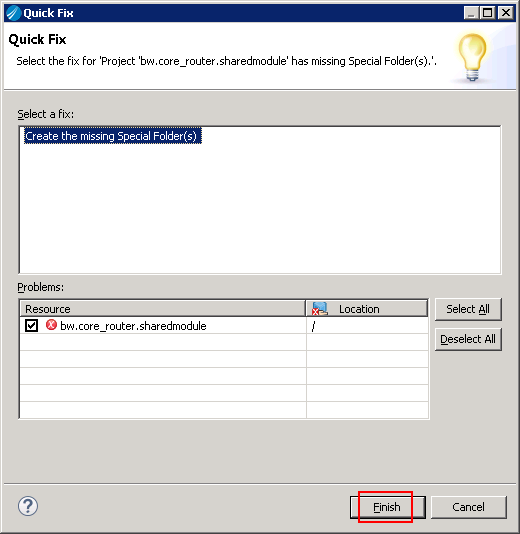 Quick Fix
Quick Fix
Select the fix for 'Project 'bw.core_router.sharedmodule' has missing Special Folder(s).'.
Select a fix:
Create the missing Special Folder(s)
Problems:
Resource Location
bw.core_router.sharedmodule /
Select All
Deselect All
? Finish Cancel